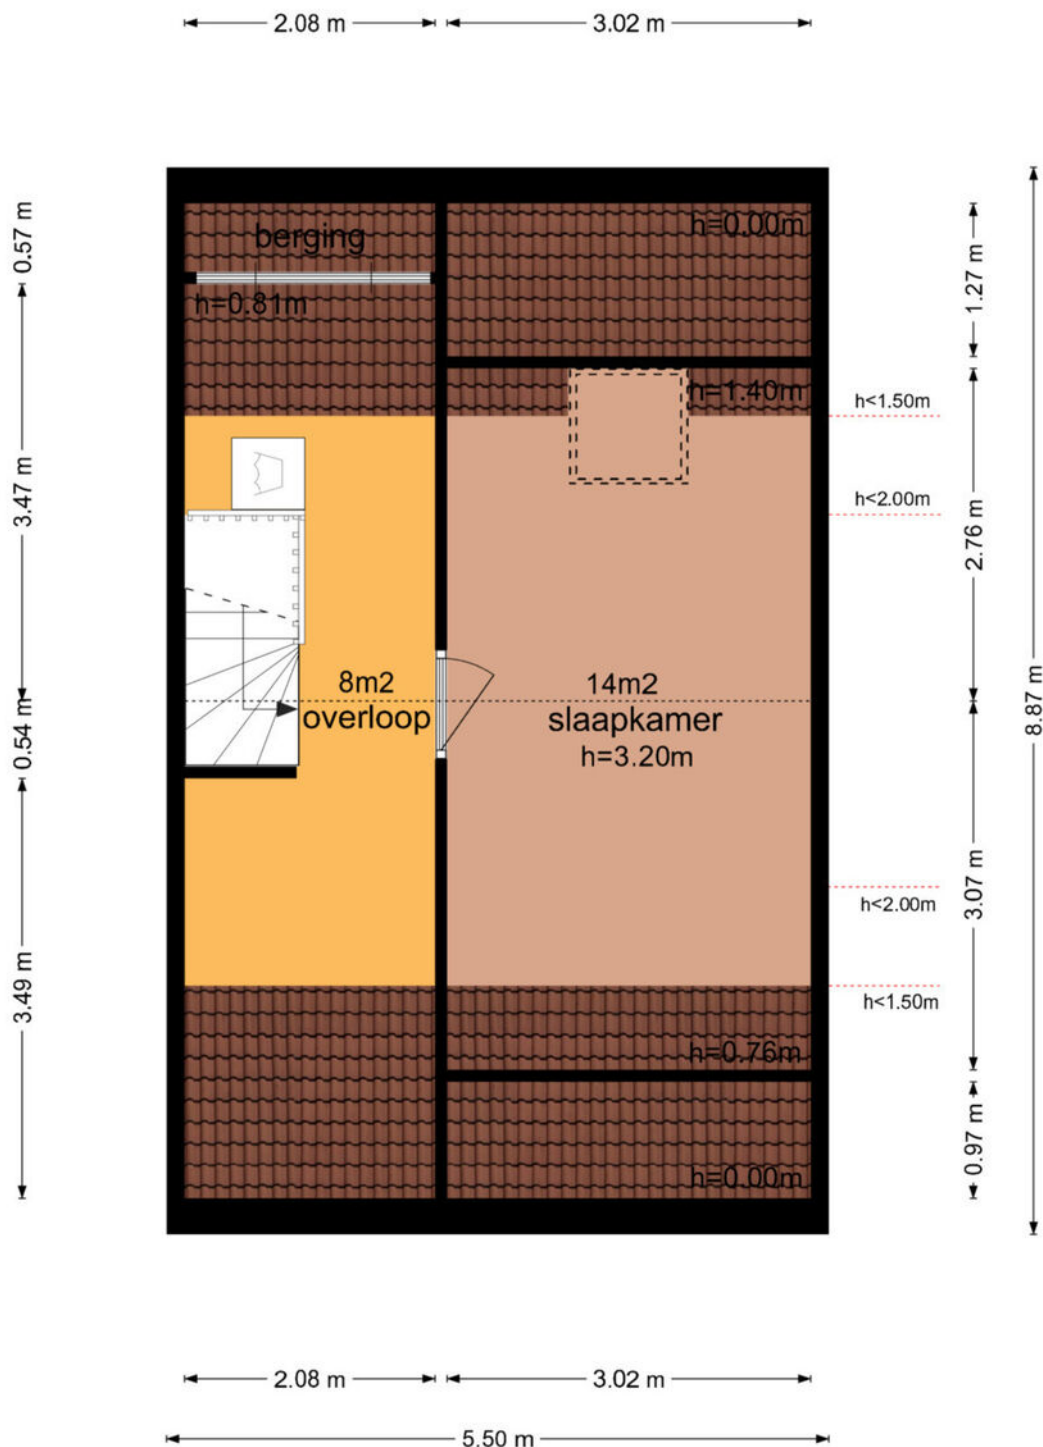 2.08 m
3.02 m
berging
h=0.00m
0.57 m
h=0.81m
1.27 m
h=1.40m
h<1.50m
3.47 m
h<2.00m
2.76 m
8m2
overloop
14m2
slaapkamer
h=3.20m
0.54 m
8.87 m
h<2.00m
3.07 m
3.49 m
h<1.50m
h=0.76m
0.97 m
h=0.00m
2.08 m
3.02 m
5.50 m